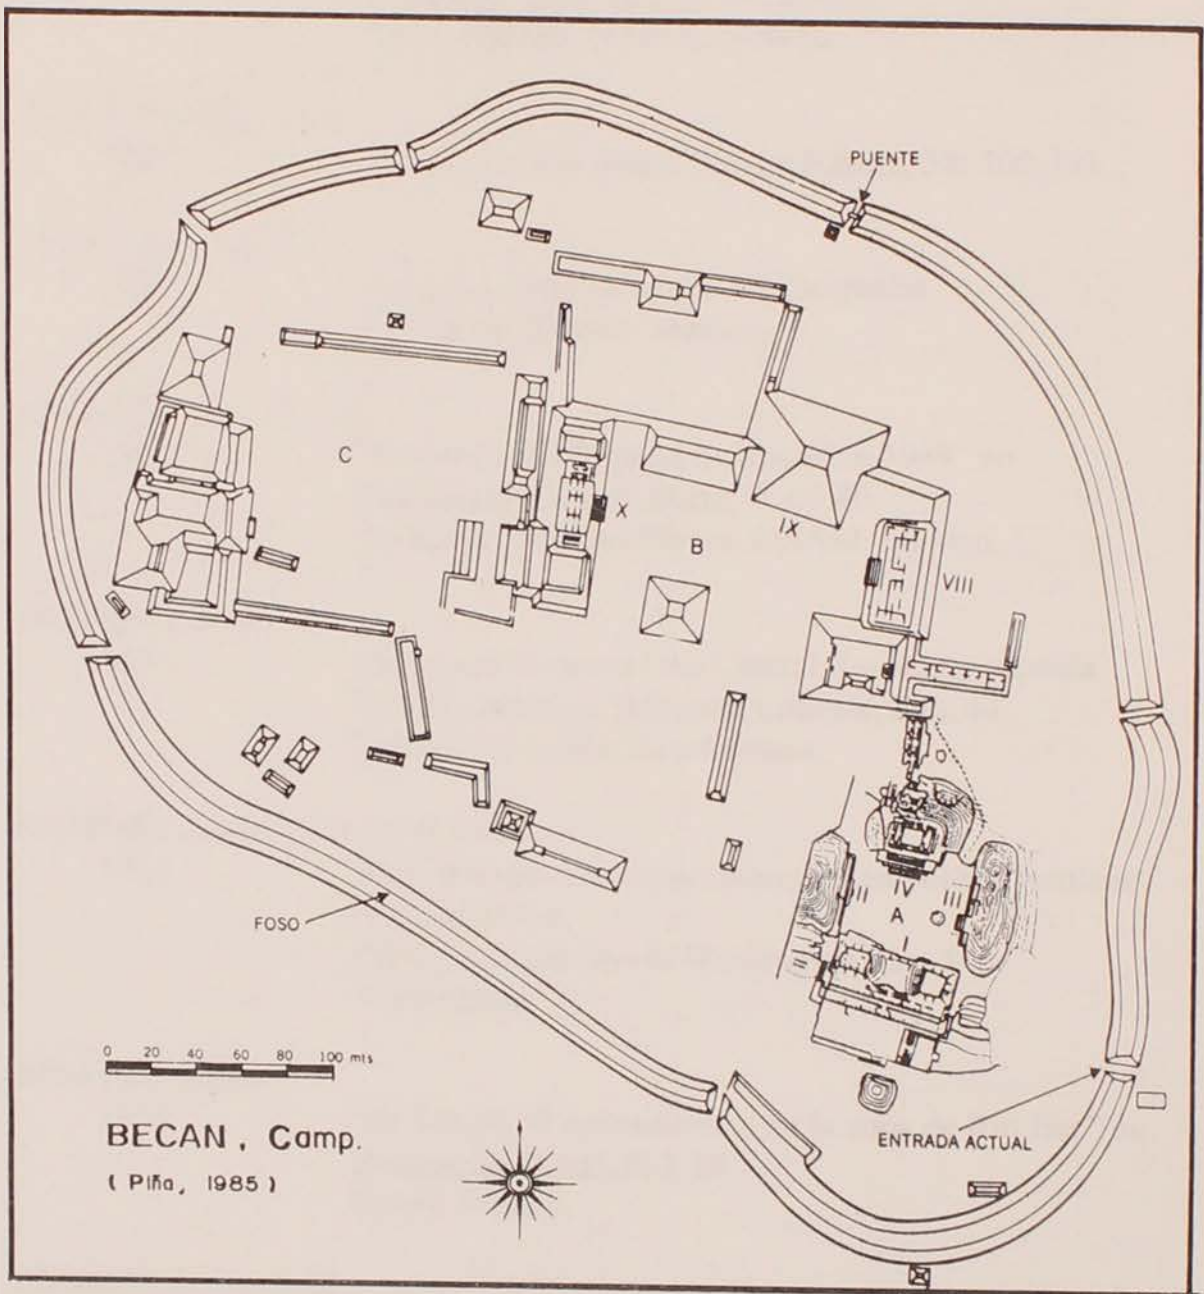 PUENTE
C
X
IX
B
VIII
FOSO
II
IV
III
A
I
0 20 40 60 80 100 mts
ENTRADA ACTUAL
BECAN, Camp.
( Piña, 1985 )